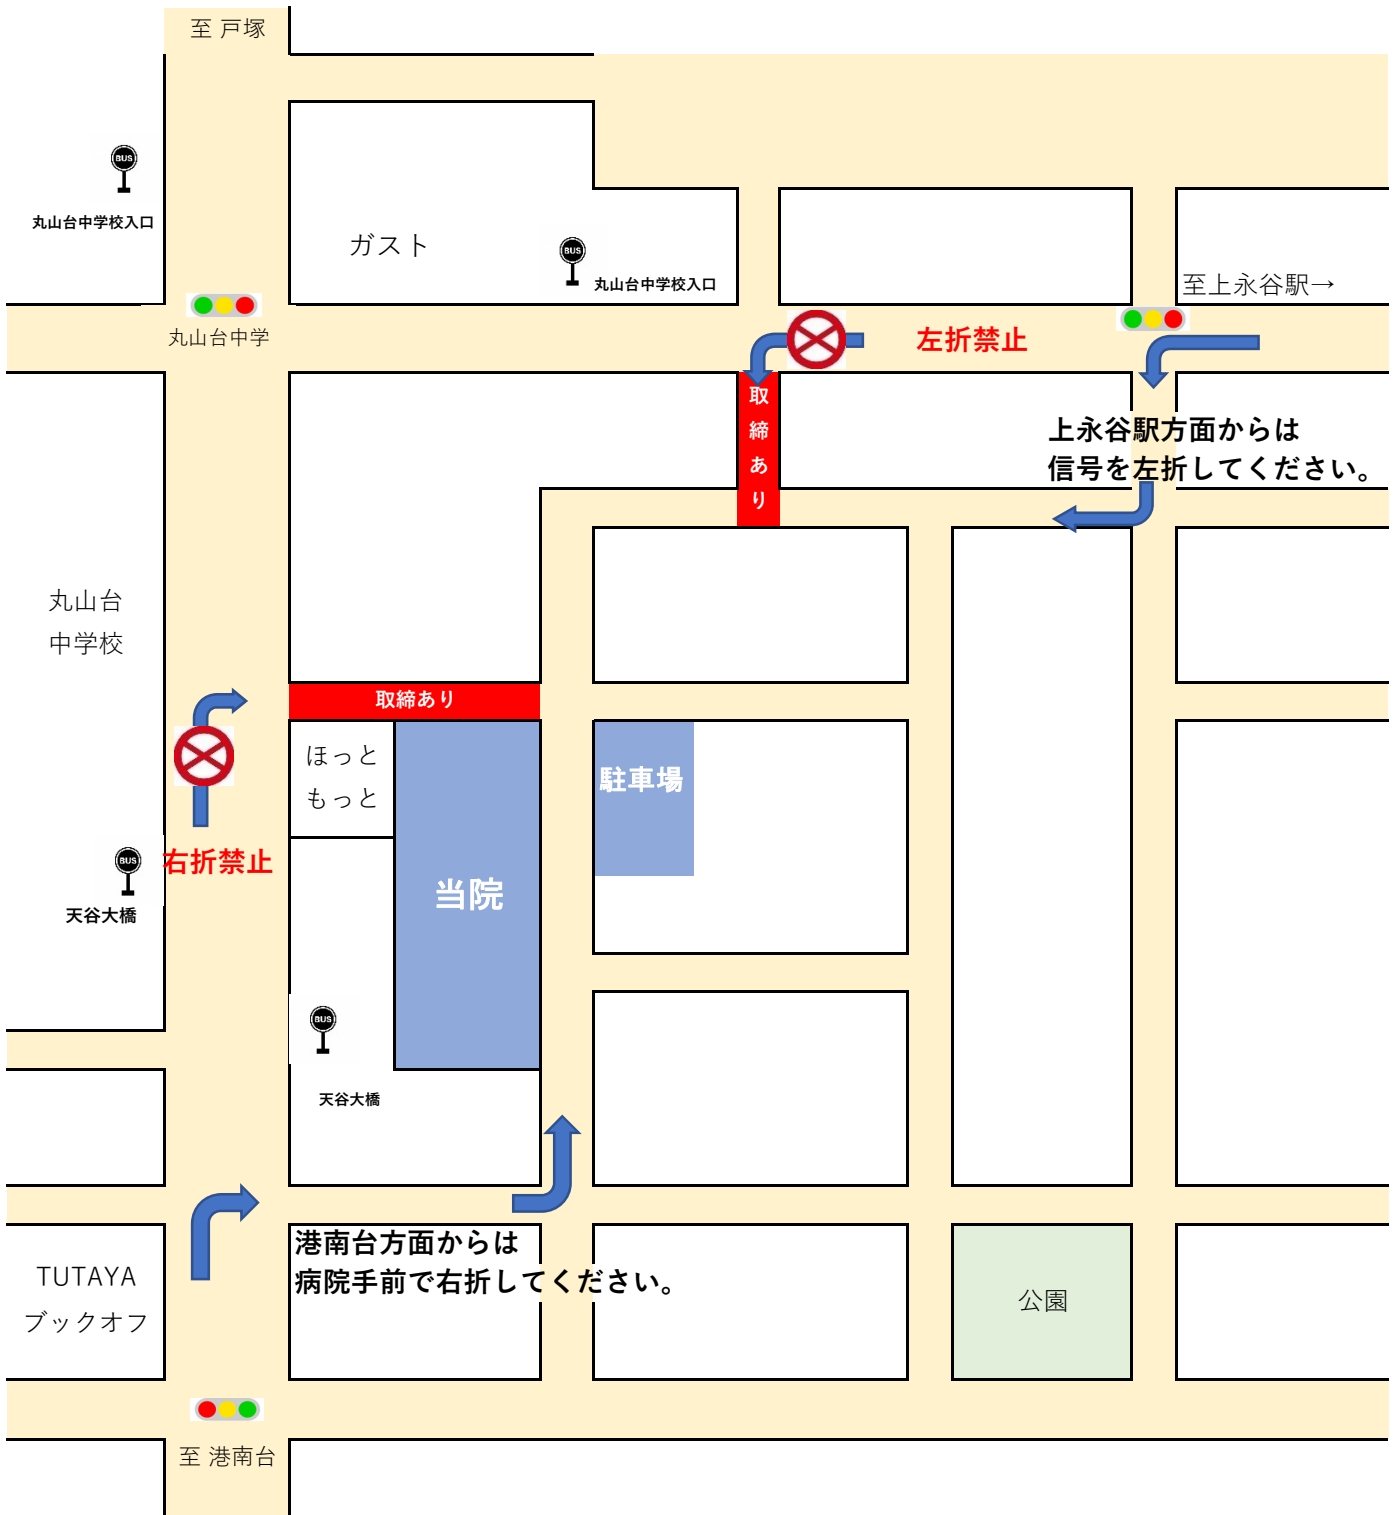 至 戸塚
BUS
丸山台中学校入口
ガスト
BUS
丸山台中学校入口
至上永谷駅→
丸山台中学
左折禁止
取
締
あ
り
上永谷駅方面からは
信号を左折してください。
丸山台
中学校
取締あり
ほっと
もっと
駐車場
右折禁止
BUS
天谷大橋
当院
BUS
天谷大橋
港南台方面からは
病院手前で右折してください。
TUTAYA
ブックオフ
公園
至 港南台